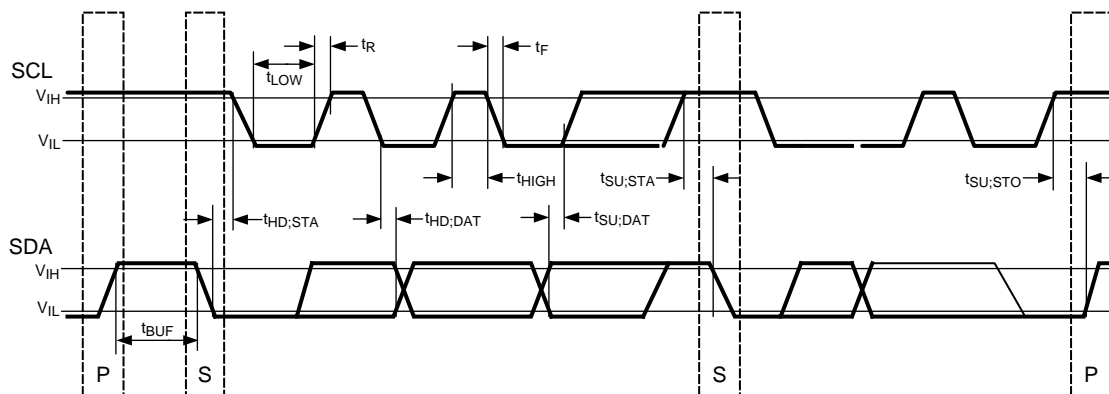 tR
tF
SCL
tLOW
VIH
VIL
tHIGH
tSU;STA
tSU;STO
tHD;STA
tHD;DAT
tSU;DAT
SDA
VIH
VIL
tBUF
P
S
S
P